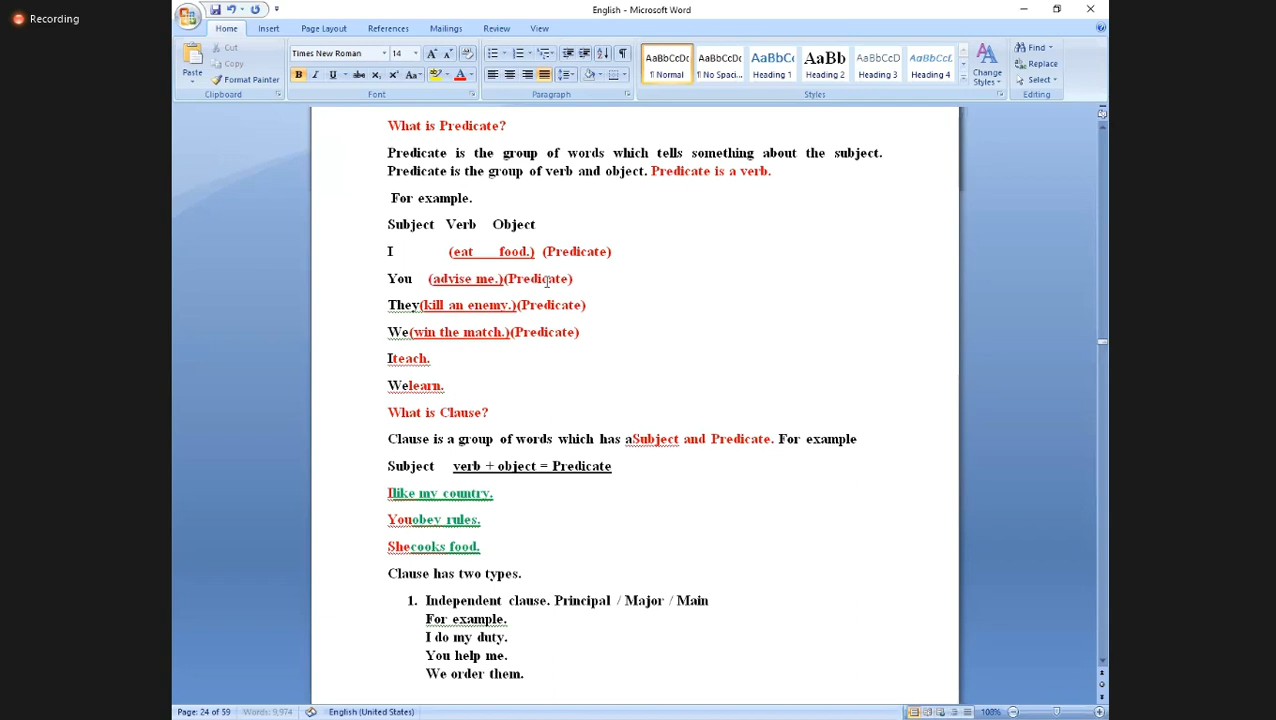 Recording
English - Microsoft Word
Home Insert Page Layout References Mailings Review View
Paste
Cut
Copy
Format Painter
Clipboard
Times New Roman 14
B I U abc x₂ x² Aa
Font
Paragraph
AaBbCcDc AaBbCcDc AaBbC AaBb AaBbCcD AaBbCcL
¶ Normal ¶ No Spaci... Heading 1 Heading 2 Heading 3 Heading 4
Styles
Change Styles
Find
Replace
Select
Editing
What is Predicate?
Predicate is the group of words which tells something about the subject.
Predicate is the group of verb and object. Predicate is a verb.
For example.
Subject Verb Object
I (eat food.) (Predicate)
You (advise me.)(Predicate)
They(kill an enemy.)(Predicate)
We(win the match.)(Predicate)
Iteach.
Welearn.
What is Clause?
Clause is a group of words which has aSubject and Predicate. For example
Subject verb + object = Predicate
Ilike my country.
Youobey rules.
Shecooks food.
Clause has two types.
1. Independent clause. Principal / Major / Main
For example.
I do my duty.
You help me.
We order them.
Page: 24 of 59 Words: 9,974 English (United States) 108%